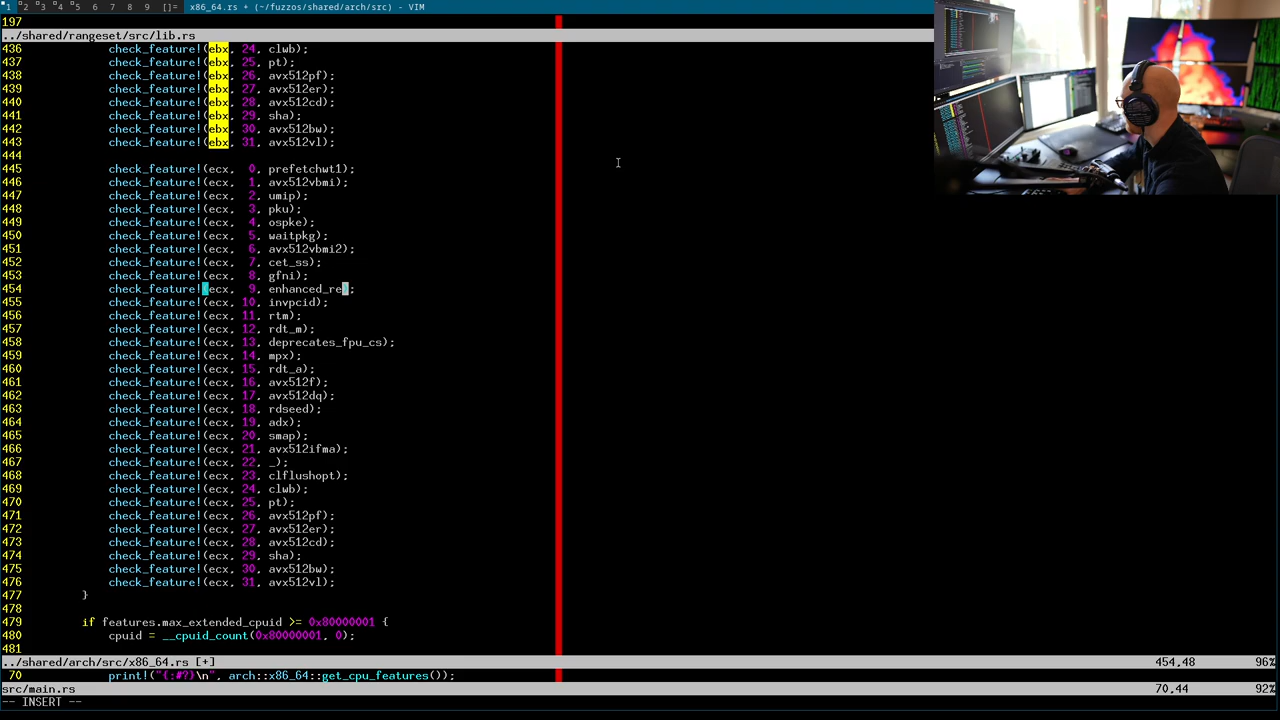 1 2 3 4 5 6 7 8 9 []= x86_64.rs + (~/fuzzos/shared/arch/src) - VIM
197
../shared/rangeset/src/lib.rs
436 check_feature!(ebx, 24, clwb);
437 check_feature!(ebx, 25, pt);
438 check_feature!(ebx, 26, avx512pf);
439 check_feature!(ebx, 27, avx512er);
440 check_feature!(ebx, 28, avx512cd);
441 check_feature!(ebx, 29, sha);
442 check_feature!(ebx, 30, avx512bw);
443 check_feature!(ebx, 31, avx512vl);
444
445 check_feature!(ecx, 0, prefetchwt1);
446 check_feature!(ecx, 1, avx512vbmi);
447 check_feature!(ecx, 2, umip);
448 check_feature!(ecx, 3, pku);
449 check_feature!(ecx, 4, ospke);
450 check_feature!(ecx, 5, waitpkg);
451 check_feature!(ecx, 6, avx512vbmi2);
452 check_feature!(ecx, 7, cet_ss);
453 check_feature!(ecx, 8, gfni);
454 check_feature!(ecx, 9, enhanced_re);
455 check_feature!(ecx, 10, invpcid);
456 check_feature!(ecx, 11, rtm);
457 check_feature!(ecx, 12, rdt_m);
458 check_feature!(ecx, 13, deprecates_fpu_cs);
459 check_feature!(ecx, 14, mpx);
460 check_feature!(ecx, 15, rdt_a);
461 check_feature!(ecx, 16, avx512f);
462 check_feature!(ecx, 17, avx512dq);
463 check_feature!(ecx, 18, rdseed);
464 check_feature!(ecx, 19, adx);
465 check_feature!(ecx, 20, smap);
466 check_feature!(ecx, 21, avx512ifma);
467 check_feature!(ecx, 22, _);
468 check_feature!(ecx, 23, clflushopt);
469 check_feature!(ecx, 24, clwb);
470 check_feature!(ecx, 25, pt);
471 check_feature!(ecx, 26, avx512pf);
472 check_feature!(ecx, 27, avx512er);
473 check_feature!(ecx, 28, avx512cd);
474 check_feature!(ecx, 29, sha);
475 check_feature!(ecx, 30, avx512bw);
476 check_feature!(ecx, 31, avx512vl);
477 }
478
479 if features.max_extended_cpuid >= 0x80000001 {
480 cpuid = __cpuid_count(0x80000001, 0);
481
../shared/arch/src/x86_64.rs [+] 454,48 96%
70 print!("{:#?}\n", arch::x86_64::get_cpu_features());
src/main.rs 70,44 92%
-- INSERT --